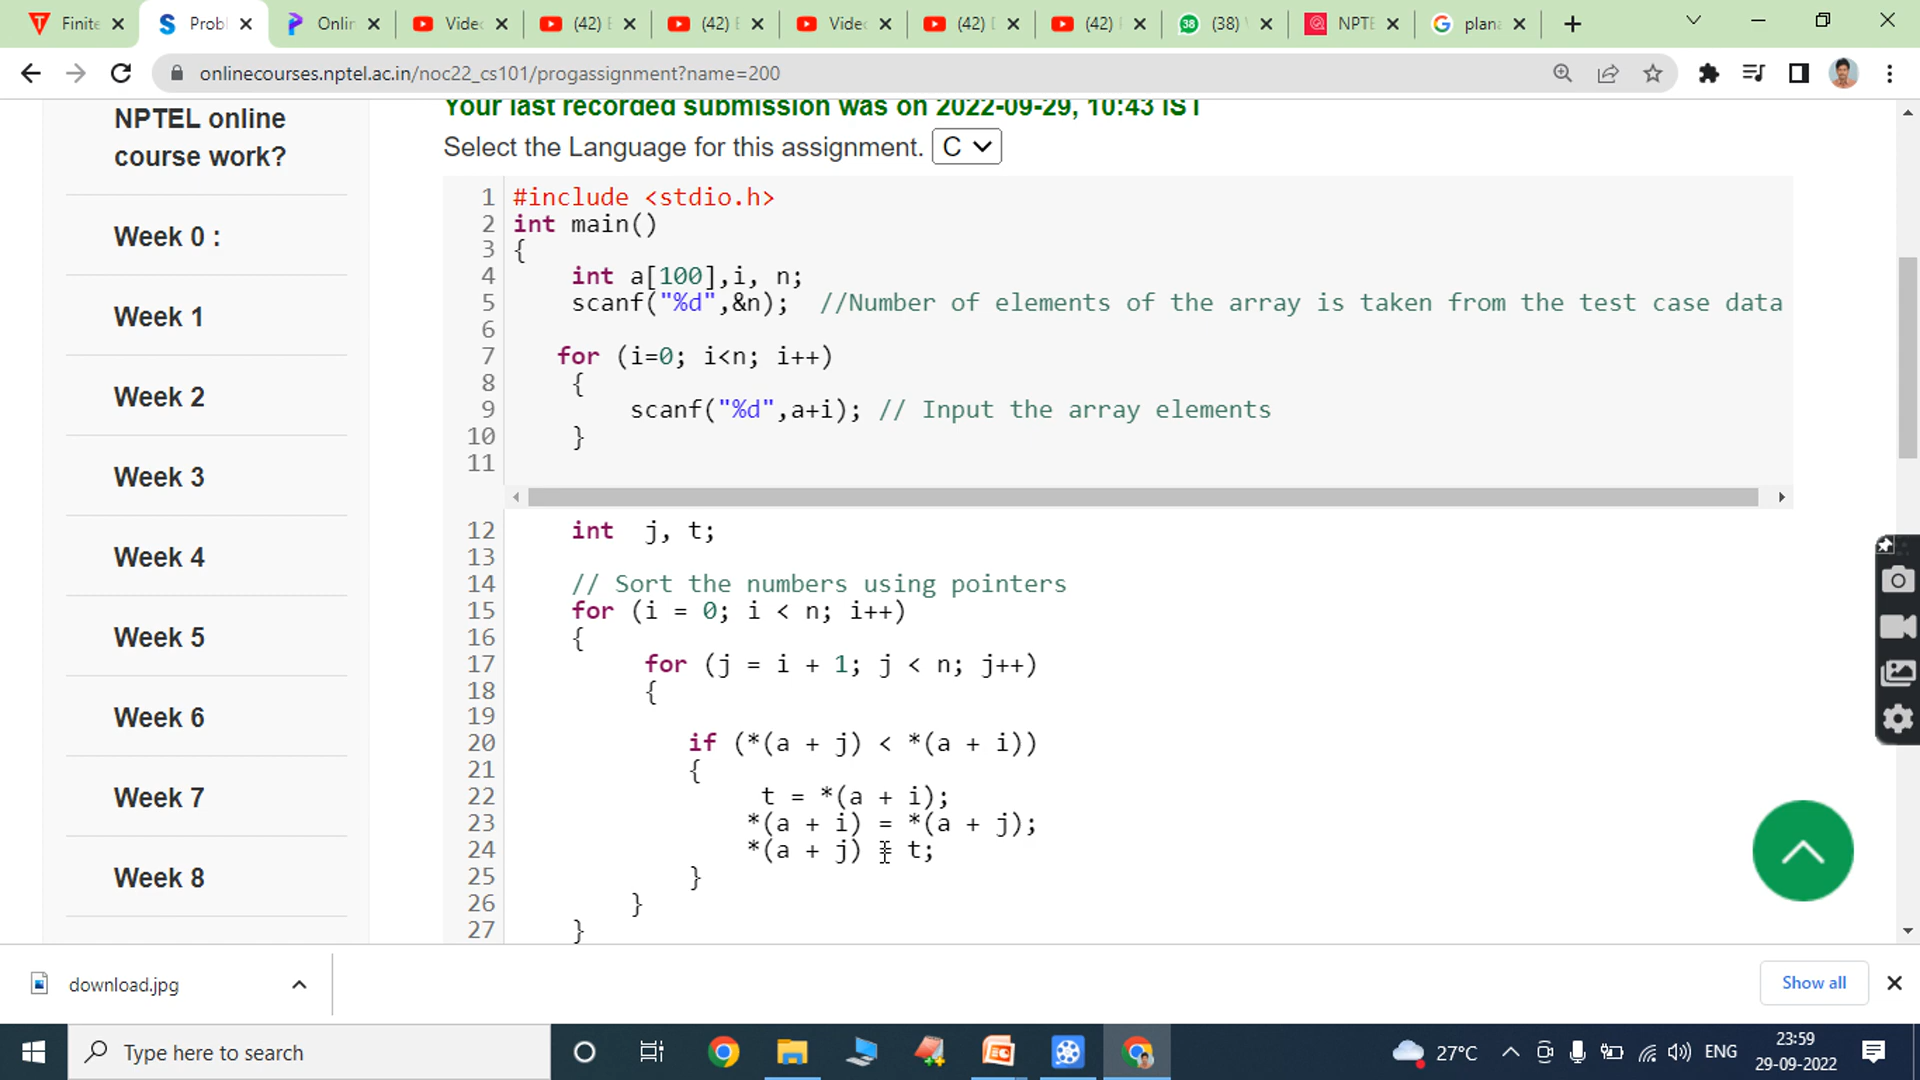 Finite
Probl
Onlin
Vide
(42) E
(42) E
Vide
(42)
(42)
(38)
NPTE
plana
onlinecourses.nptel.ac.in/noc22_cs101/progassignment?name=200
NPTEL online
course work?
Week 0 :
Week 1
Week 2
Week 3
Week 4
Week 5
Week 6
Week 7
Week 8
Your last recorded submission was on 2022-09-29, 10:43 IST
Select the Language for this assignment. C
1 #include <stdio.h>
2 int main()
3 {
4 int a[100],i, n;
5 scanf("%d",&n); //Number of elements of the array is taken from the test case data
6
7 for (i=0; i<n; i++)
8 {
9 scanf("%d",a+i); // Input the array elements
10 }
11
12 int j, t;
13
14 // Sort the numbers using pointers
15 for (i = 0; i < n; i++)
16 {
17 for (j = i + 1; j < n; j++)
18 {
19
20 if (*(a + j) < *(a + i))
21 {
22 t = *(a + i);
23 *(a + i) = *(a + j);
24 *(a + j) = t;
25 }
26 }
27 }
download.jpg
Show all
Type here to search
27°C
ENG
23:59
29-09-2022